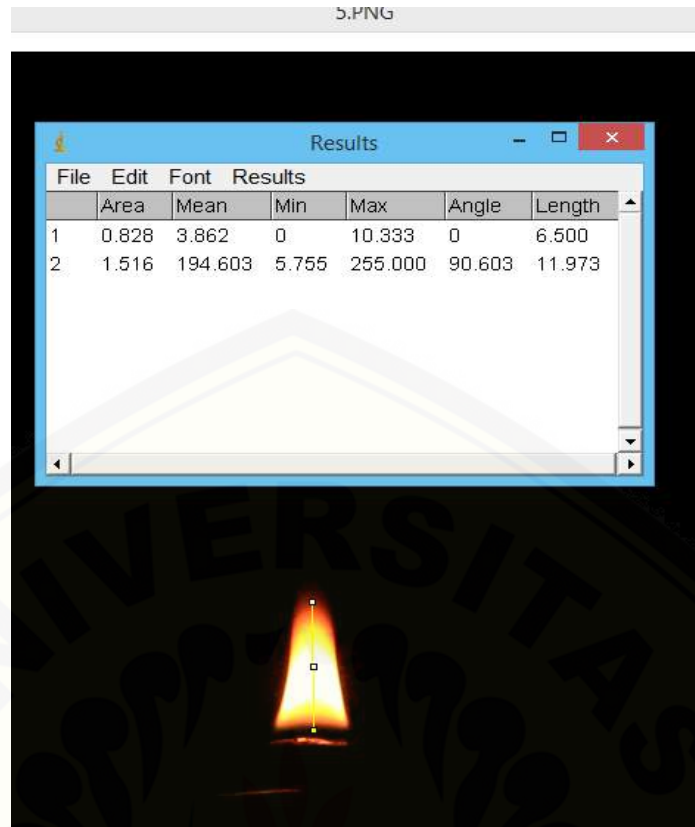 5.PNG
Results
File Edit Font Results
Area Mean Min Max Angle Length
1 0.828 3.862 0 10.333 0 6.500
2 1.516 194.603 5.755 255.000 90.603 11.973
UNIVERSITAS